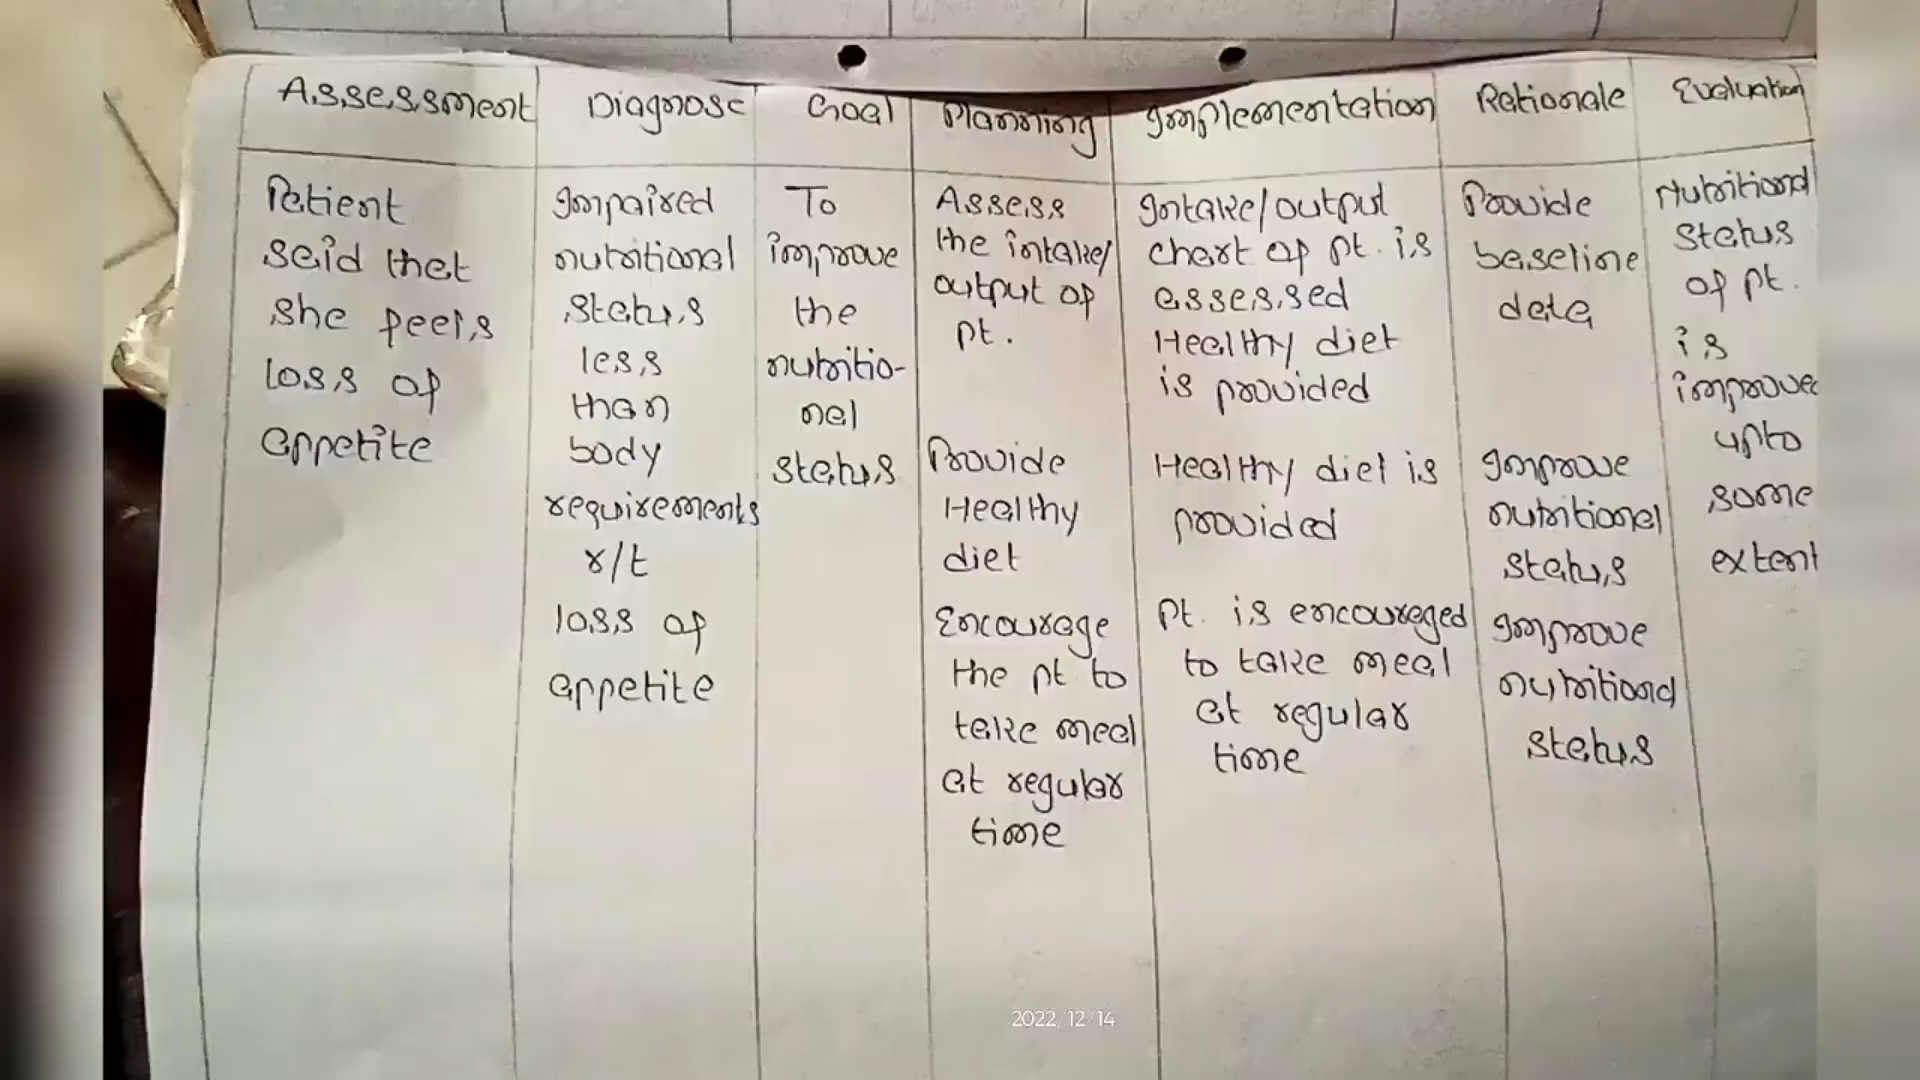 Assessment
Patient
said that
she feels
loss of
appetite
Diagnose
Impaired
nutritional
status
less
than
body
requirements
r/t
loss of
appetite
Goal
To
improve
the
nutritio-
nal
status
Planning
Assess
the intake/
output of
pt.
Provide
Healthy
diet
Encourage
the pt to
take meal
at regular
time
Implementation
Intake/output
chart of pt. is
assessed
Healthy diet
is provided
Healthy diet is
provided
Pt. is encouraged
to take meal
at regular
time
Rationale
Provide
baseline
data
Improve
nutritional
status
Improve
nutritional
status
Evaluation
Nutritional
status
of pt.
is
improved
upto
some
extent
2022/12/14